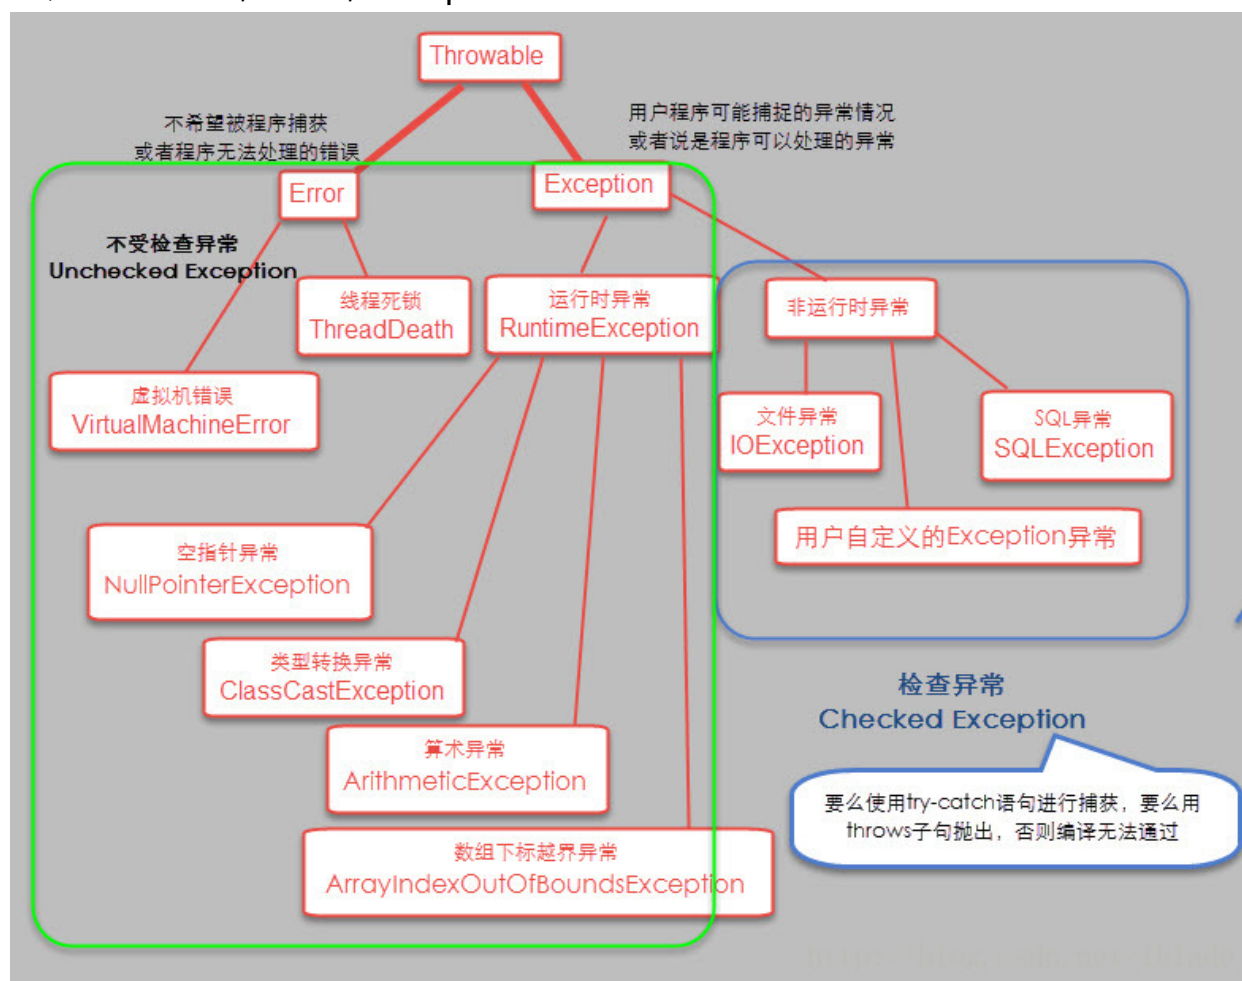 Throwable
不希望被程序捕获
或者程序无法处理的错误
用户程序可能捕捉的异常情况
或者说是程序可以处理的异常
Error
Exception
不受检查异常
Unchecked Exception
线程死锁
ThreadDeath
运行时异常
RuntimeException
非运行时异常
虚拟机错误
VirtualMachineError
文件异常
IOException
SQL异常
SQLException
空指针异常
NullPointerException
用户自定义的Exception异常
类型转换异常
ClassCastException
检查异常
Checked Exception
算术异常
ArithmeticException
要么使用try-catch语句进行捕获，要么用
throws子句抛出，否则编译无法通过
数组下标越界异常
ArrayIndexOutOfBoundsException